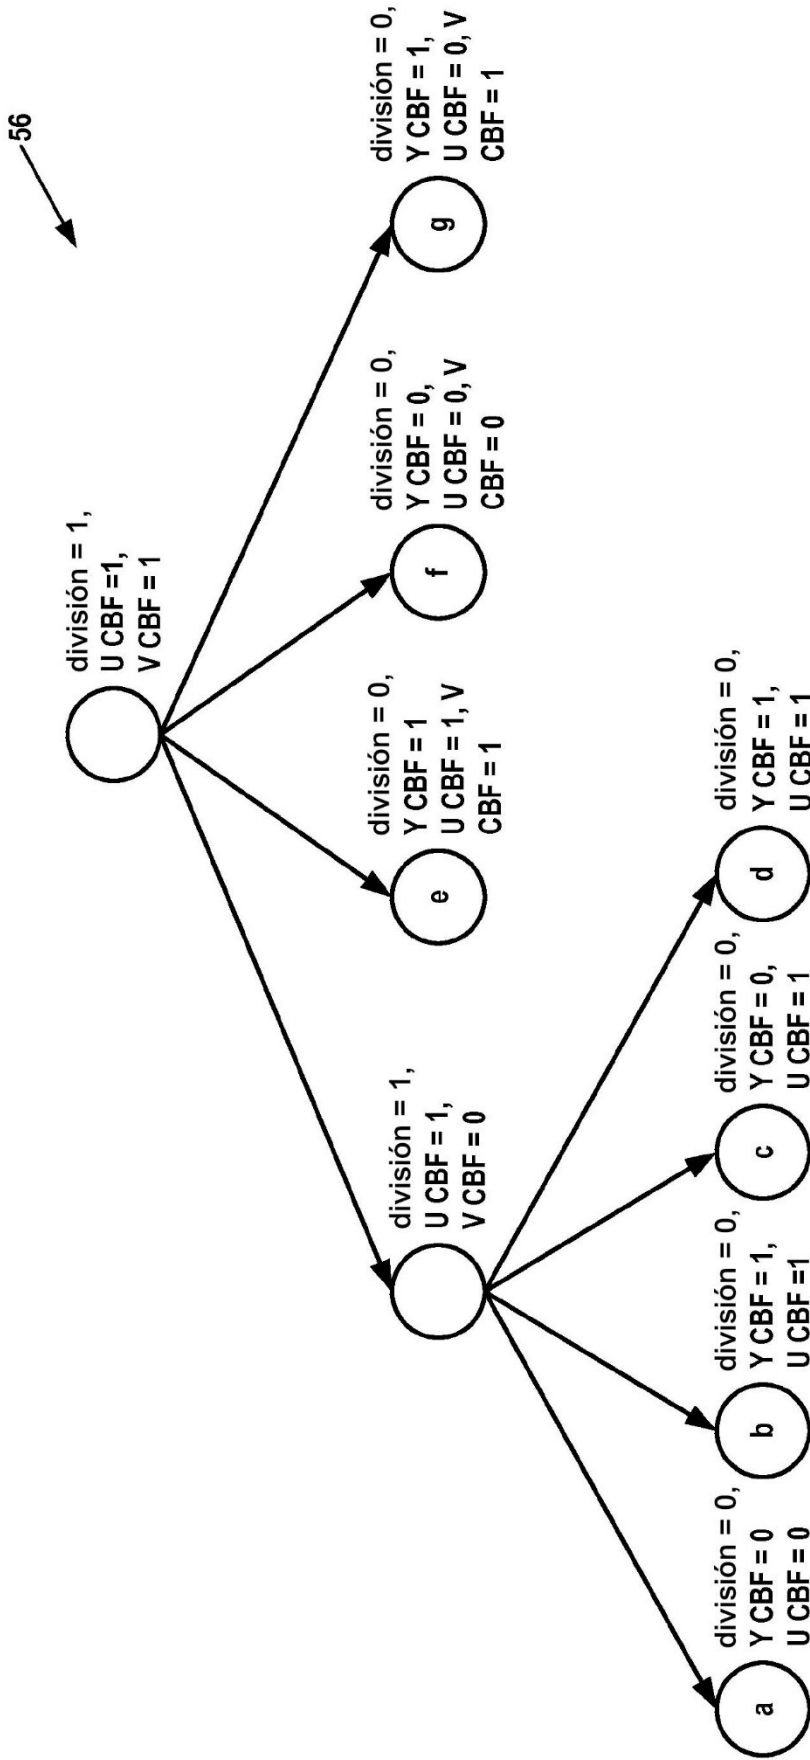 56
división = 1,
U CBF =1,
V CBF = 1
división = 1,
U CBF = 1,
V CBF = 0
e
división = 0,
Y CBF = 1
U CBF = 1, V
CBF = 1
f
división = 0,
Y CBF = 0,
U CBF = 0, V
CBF = 0
g
división = 0,
Y CBF = 1,
U CBF = 0, V
CBF = 1
a
división = 0,
Y CBF = 0
U CBF = 0
b
división = 0,
Y CBF = 1,
U CBF =1
c
división = 0,
Y CBF = 0,
U CBF = 1
d
división = 0,
Y CBF = 1,
U CBF = 1